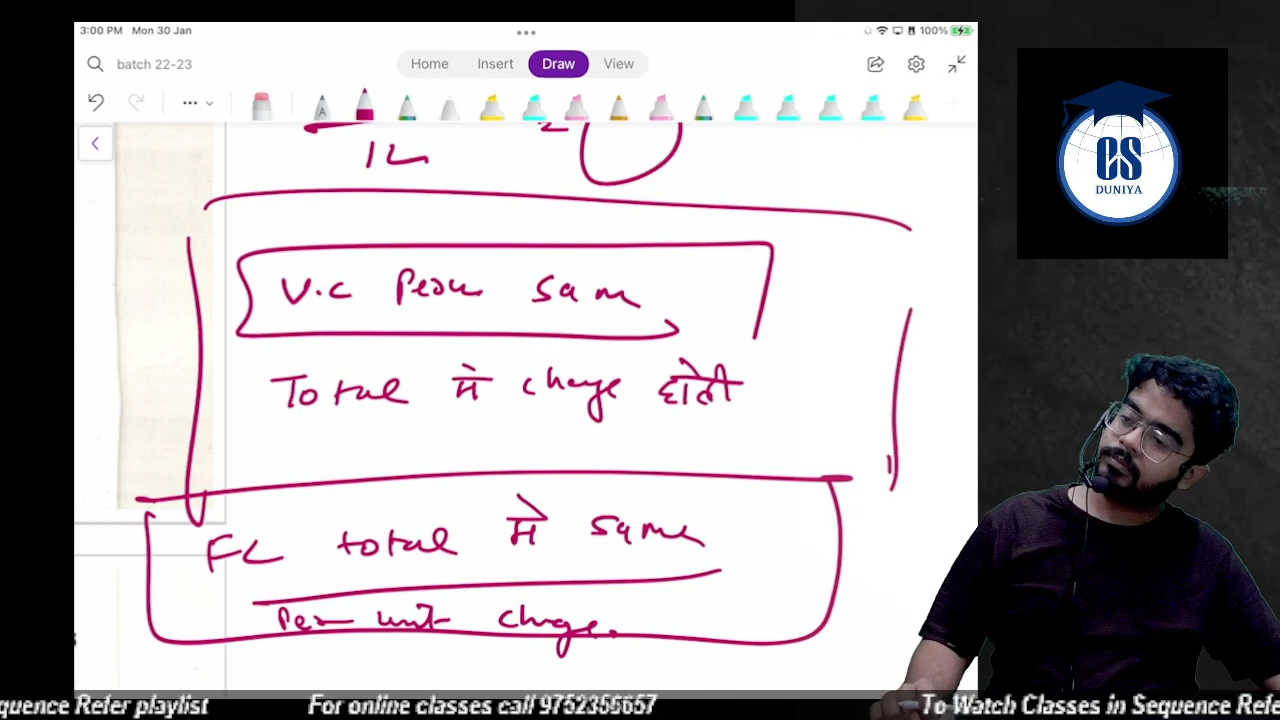 3:00 PM Mon 30 Jan
100%
batch 22-23
Home Insert Draw View
12
V.C Per Sam
Total में change होती
FC total में same
Per unit change.
CS
DUNIYA
quence Refer playlist For online classes call 9752356657 To Watch Classes in Sequence Refe